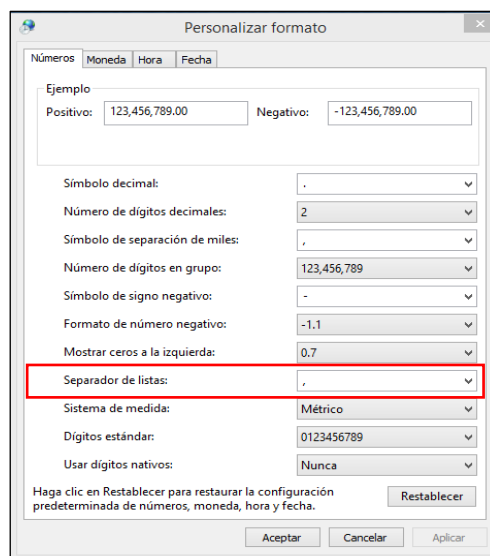 Personalizar formato
Números Moneda Hora Fecha
Ejemplo
Positivo: 123,456,789.00 Negativo: -123,456,789.00
Símbolo decimal: .
Número de dígitos decimales: 2
Símbolo de separación de miles: ,
Número de dígitos en grupo: 123,456,789
Símbolo de signo negativo: -
Formato de número negativo: -1.1
Mostrar ceros a la izquierda: 0.7
Separador de listas: ,
Sistema de medida: Métrico
Dígitos estándar: 0123456789
Usar dígitos nativos: Nunca
Haga clic en Restablecer para restaurar la configuración
predeterminada de números, moneda, hora y fecha.
Restablecer
Aceptar Cancelar Aplicar